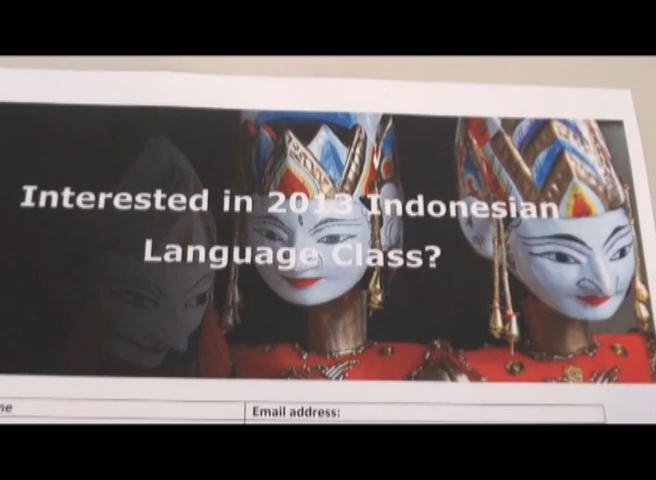 Interested in 2013 Indonesian
Language Class?
Email address: